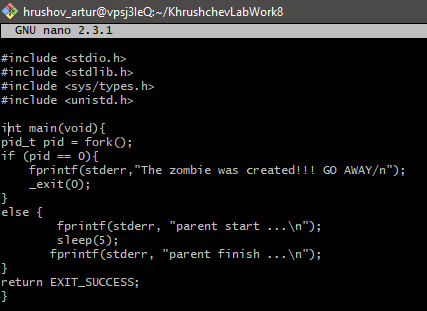 hrushov_artur@vpsj3leQ:~/KhrushchevLabWork8
GNU nano 2.3.1
#include <stdio.h>
#include <stdlib.h>
#include <sys/types.h>
#include <unistd.h>
int main(void){
pid_t pid = fork();
if (pid == 0){
    fprintf(stderr,"The zombie was created!!! GO AWAY/n");
    _exit(0);
}
else {
        fprintf(stderr, "parent start ...\n");
        sleep(5);
       fprintf(stderr, "parent finish ...\n");
}
return EXIT_SUCCESS;
}